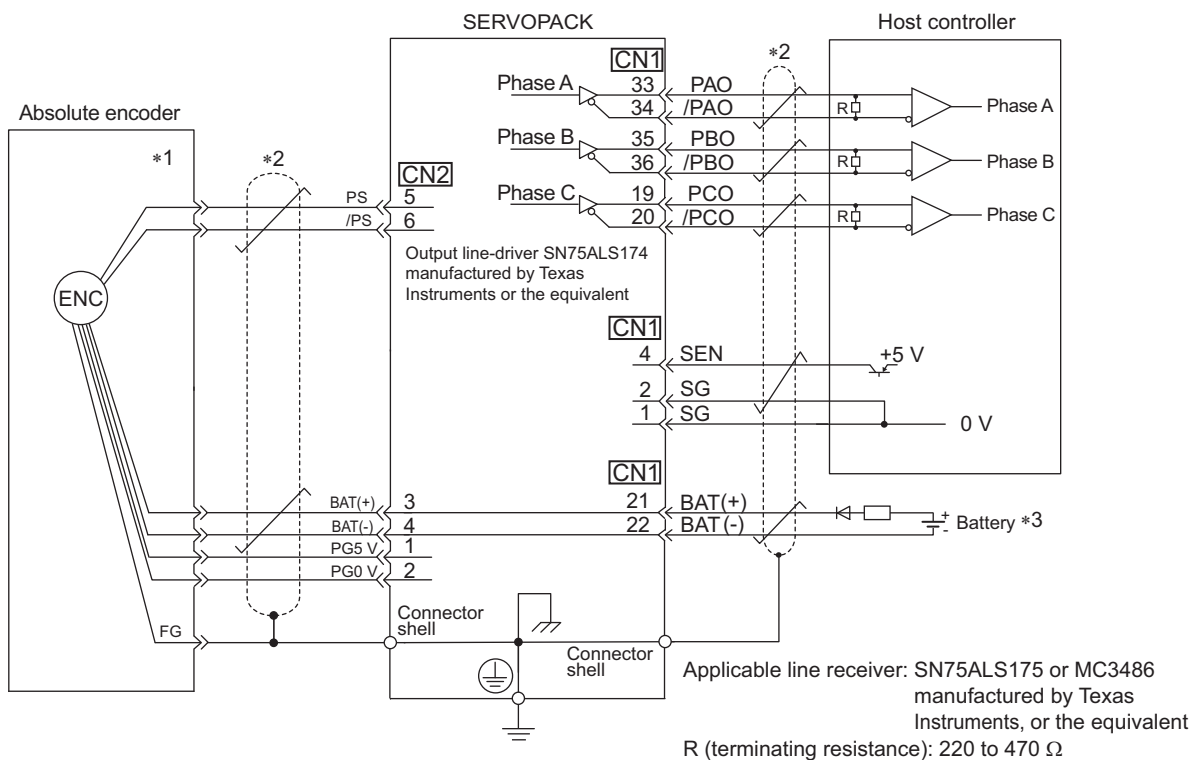 SERVOPACK
Host controller
Absolute encoder
*1
*2
ENC
CN2
PS 5
/PS 6
Output line-driver SN75ALS174
manufactured by Texas
Instruments or the equivalent
CN1
Phase A 33 PAO
34 /PAO
Phase B 35 PBO
36 /PBO
Phase C 19 PCO
20 /PCO
*2
R Phase A
R Phase B
R Phase C
CN1
4 SEN +5 V
2 SG
1 SG 0 V
CN1
BAT(+) 3 21 BAT(+)
BAT(-) 4 22 BAT (-)
+
- Battery *3
PG5 V 1
PG0 V 2
FG
Connector
shell
Connector
shell
Applicable line receiver: SN75ALS175 or MC3486
manufactured by Texas
Instruments, or the equivalent
R (terminating resistance): 220 to 470 Ω